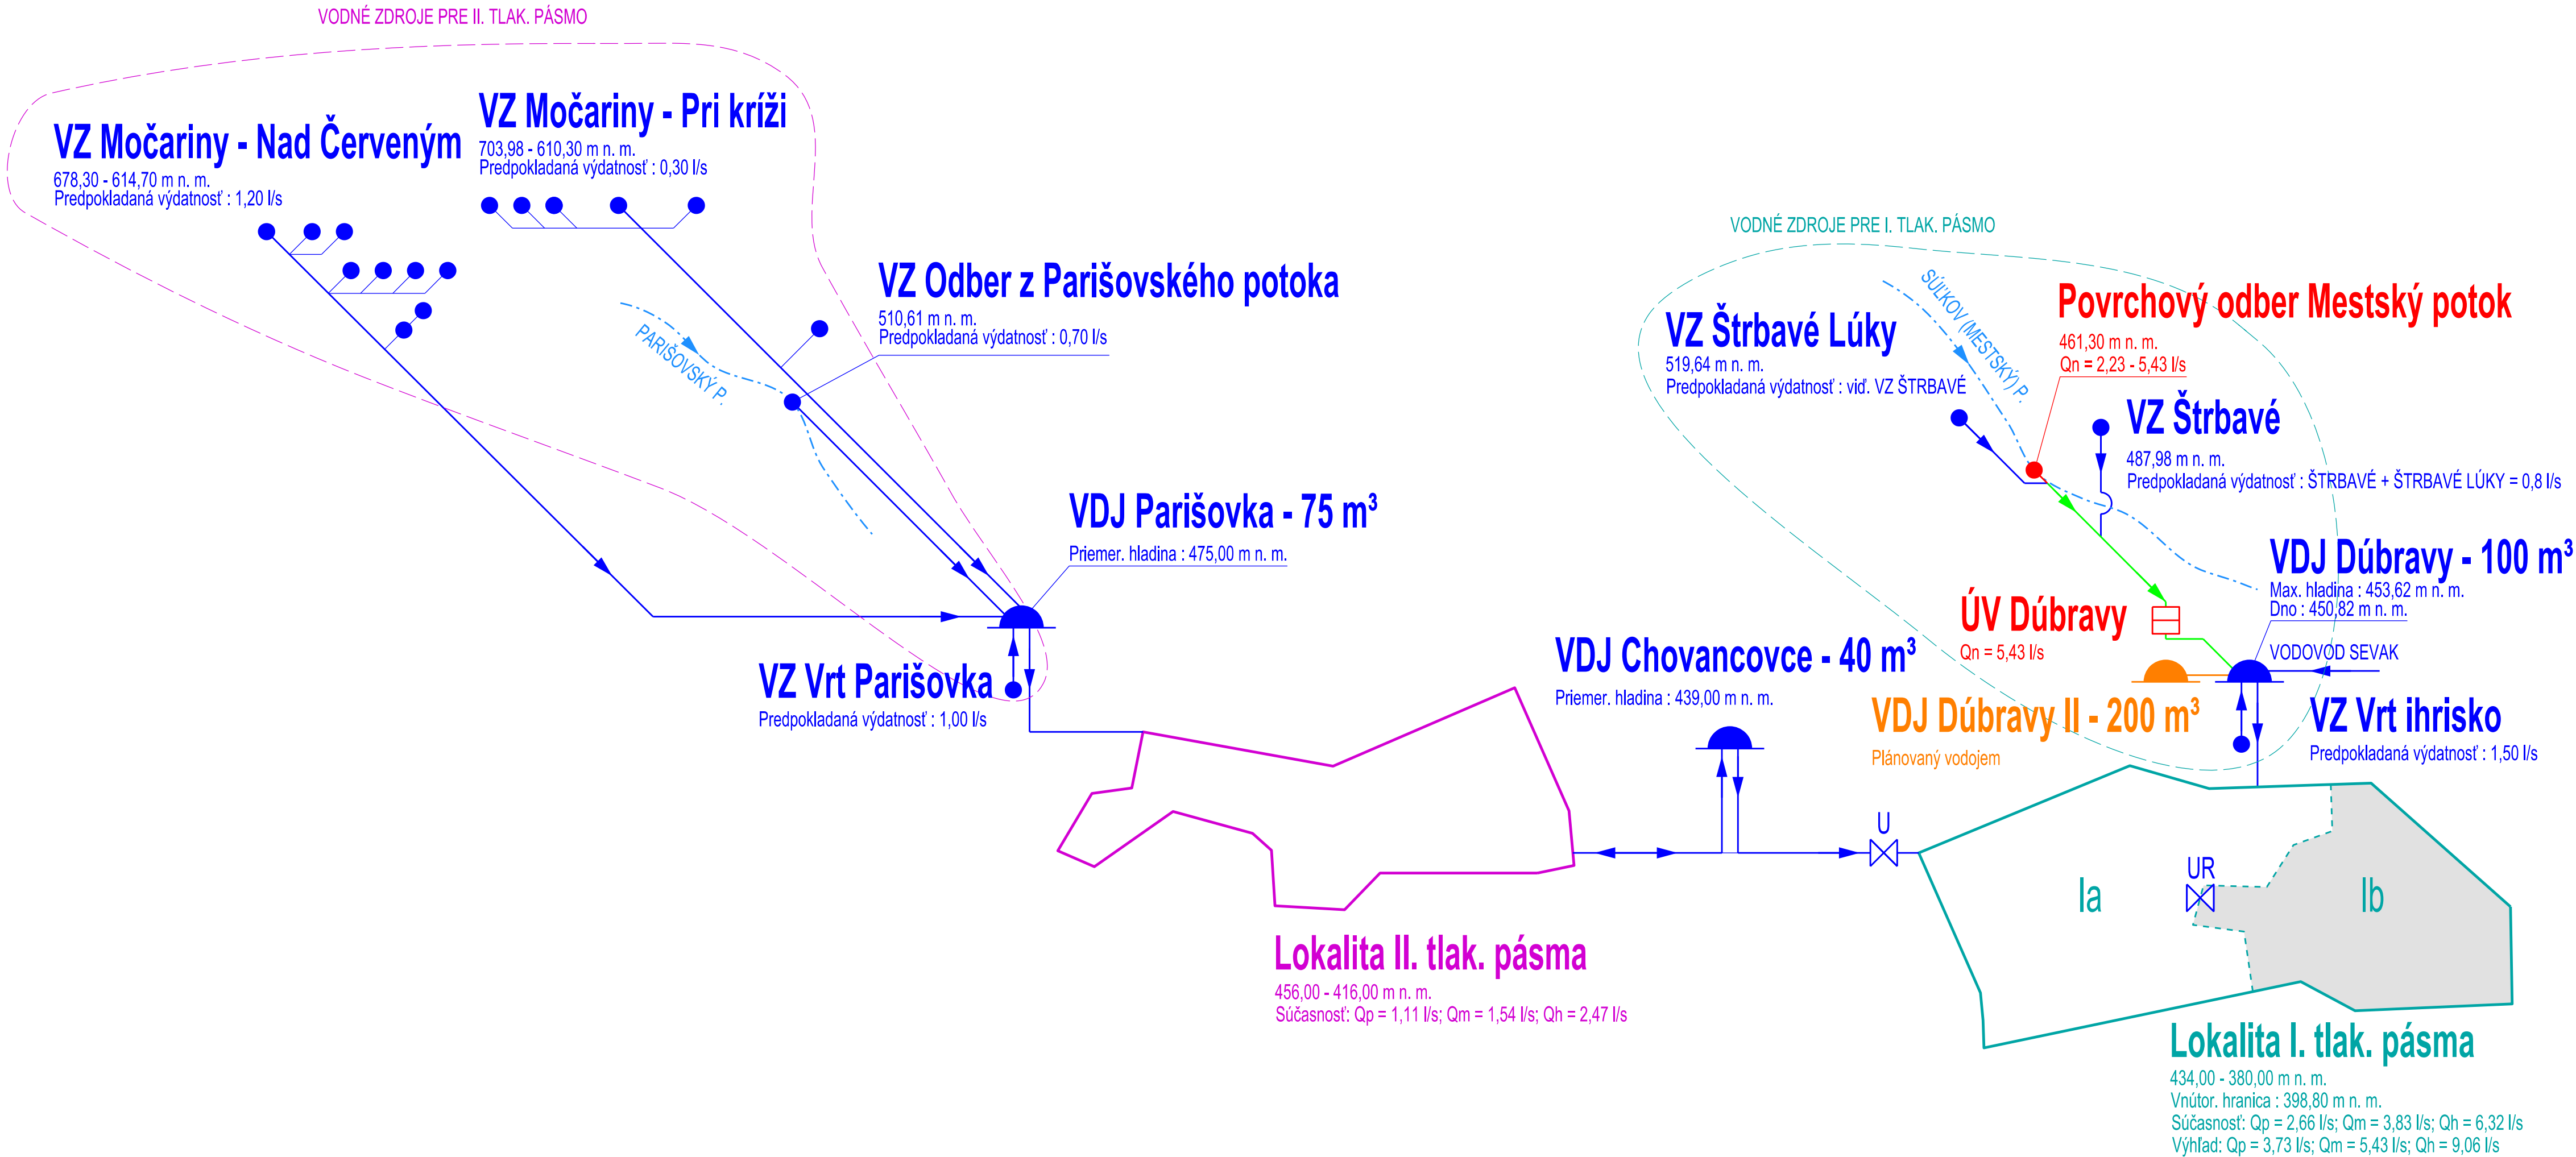 VODNÉ ZDROJE PRE II. TLAK. PÁSMO
VZ Močariny - Nad Červeným
678,30 - 614,70 m n. m.
Predpokladaná výdatnosť : 1,20 l/s
VZ Močariny - Pri kríži
703,98 - 610,30 m n. m.
Predpokladaná výdatnosť : 0,30 l/s
VZ Odber z Parišovského potoka
510,61 m n. m.
Predpokladaná výdatnosť : 0,70 l/s
PARIŠOVSKÝ P.
VDJ Parišovka - 75 m³
Priemer. hladina : 475,00 m n. m.
VZ Vrt Parišovka
Predpokladaná výdatnosť : 1,00 l/s
Lokalita II. tlak. pásma
456,00 - 416,00 m n. m.
Súčasnosť: Qp = 1,11 l/s; Qm = 1,54 l/s; Qh = 2,47 l/s
VDJ Chovancovce - 40 m³
Priemer. hladina : 439,00 m n. m.
U
VODNÉ ZDROJE PRE I. TLAK. PÁSMO
VZ Štrbavé Lúky
519,64 m n. m.
Predpokladaná výdatnosť : viď. VZ ŠTRBAVÉ
SÚĽKOV (MESTSKÝ) P.
Povrchový odber Mestský potok
461,30 m n. m.
Qn = 2,23 - 5,43 l/s
VZ Štrbavé
487,98 m n. m.
Predpokladaná výdatnosť : ŠTRBAVÉ + ŠTRBAVÉ LÚKY = 0,8 l/s
VDJ Dúbravy - 100 m³
Max. hladina : 453,62 m n. m.
Dno : 450,82 m n. m.
VODOVOD SEVAK
ÚV Dúbravy
Qn = 5,43 l/s
VDJ Dúbravy II - 200 m³
Plánovaný vodojem
VZ Vrt ihrisko
Predpokladaná výdatnosť : 1,50 l/s
Ia
UR
Ib
Lokalita I. tlak. pásma
434,00 - 380,00 m n. m.
Vnútor. hranica : 398,80 m n. m.
Súčasnosť: Qp = 2,66 l/s; Qm = 3,83 l/s; Qh = 6,32 l/s
Výhľad: Qp = 3,73 l/s; Qm = 5,43 l/s; Qh = 9,06 l/s